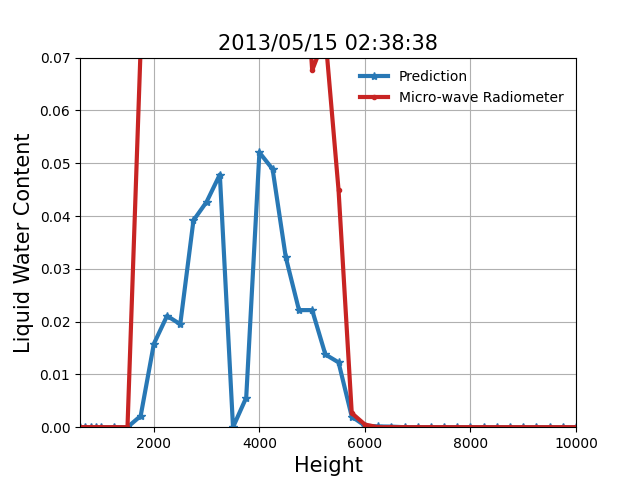 2013/05/15 02:38:38
Prediction
Micro-wave Radiometer
Liquid Water Content
0.07
0.06
0.05
0.04
0.03
0.02
0.01
0.00
2000 4000 6000 8000 10000
Height